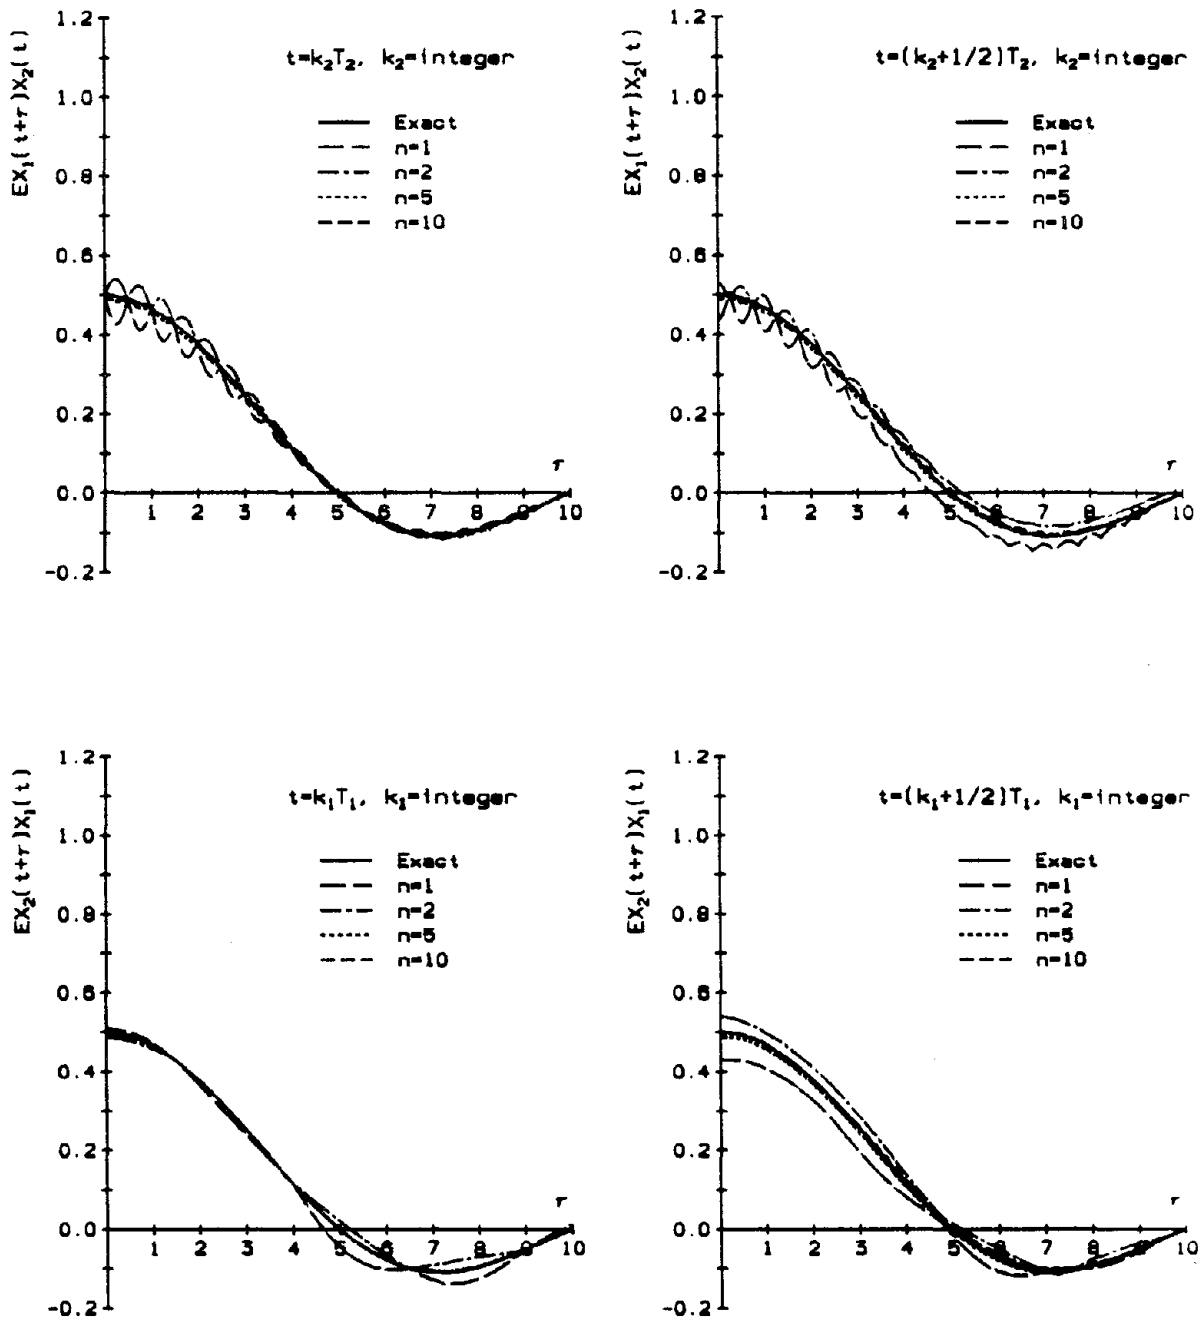 EX₁(t+τ)X₂(t)
t=k₂T₂, k₂=integer
Exact
n=1
n=2
n=5
n=10
1.2
1.0
0.8
0.6
0.4
0.2
0.0
-0.2
1 2 3 4 5 6 7 8 9 10
τ
EX₁(t+τ)X₂(t)
t=(k₂+1/2)T₂, k₂=integer
Exact
n=1
n=2
n=5
n=10
1.2
1.0
0.8
0.6
0.4
0.2
0.0
-0.2
1 2 3 4 5 6 7 8 9 10
τ
EX₂(t+τ)X₁(t)
t=k₁T₁, k₁=integer
Exact
n=1
n=2
n=5
n=10
1.2
1.0
0.8
0.6
0.4
0.2
0.0
-0.2
1 2 3 4 5 6 7 8 9 10
τ
EX₂(t+τ)X₁(t)
t=(k₁+1/2)T₁, k₁=integer
Exact
n=1
n=2
n=5
n=10
1.2
1.0
0.8
0.6
0.4
0.2
0.0
-0.2
1 2 3 4 5 6 7 8 9 10
τ